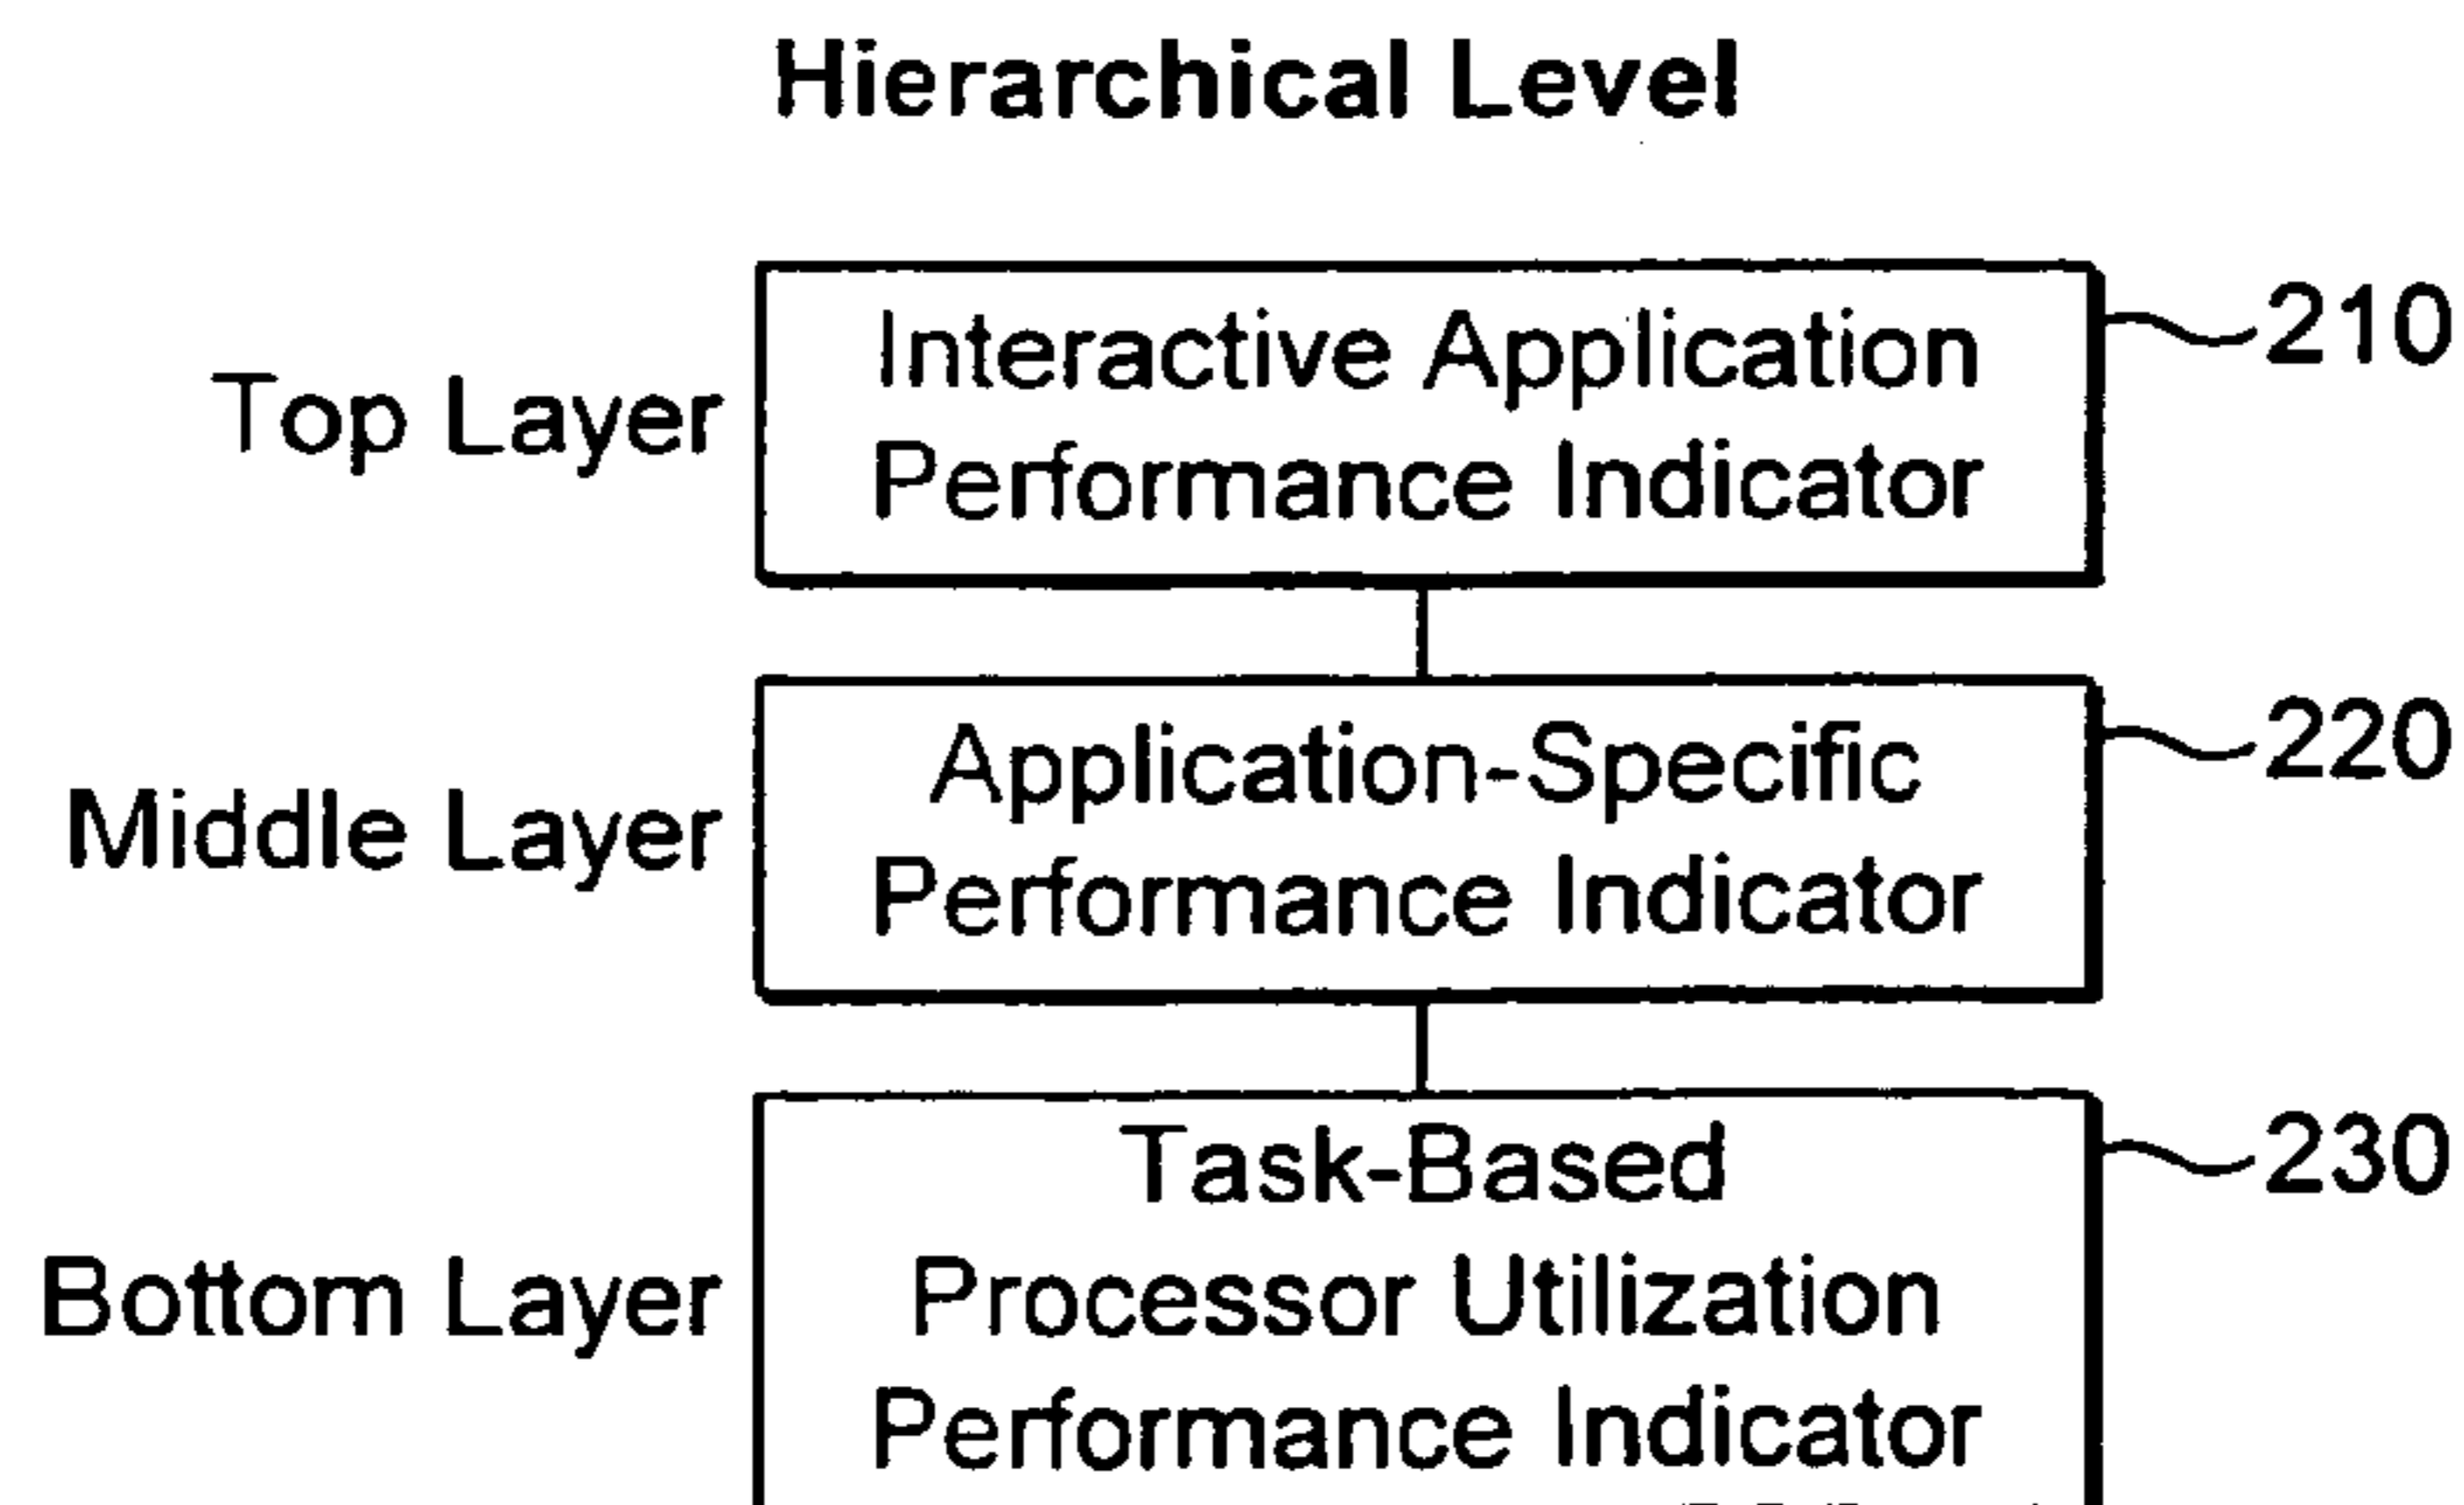 Hierarchical Level
Interactive Application
210
Top Layer
Performance Indicator
Application-Specific
220
Middle Layer
Performance Indicator
Task-Based
230
Processor Utilization
Bottom Layer
Performance Indicator